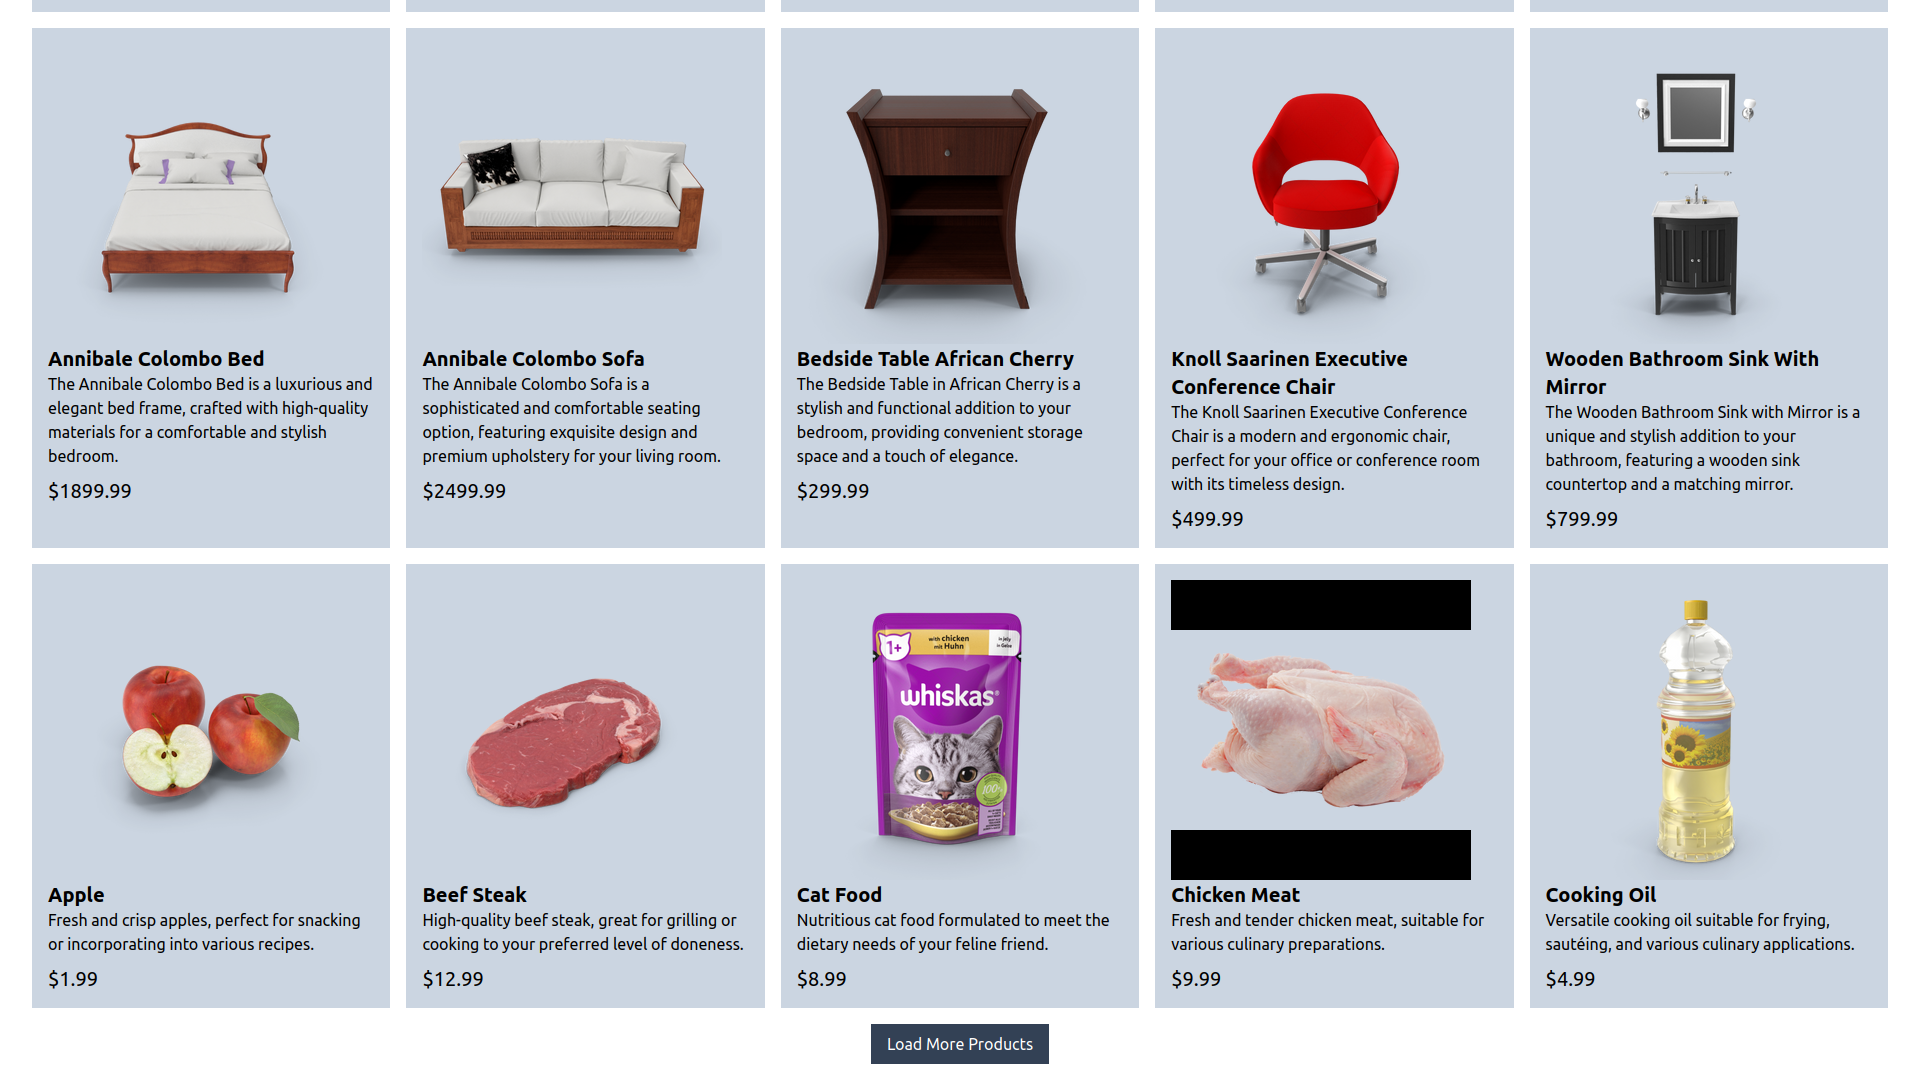 Annibale Colombo Bed
The Annibale Colombo Bed is a luxurious and
elegant bed frame, crafted with high-quality
materials for a comfortable and stylish
bedroom.
$1899.99
Annibale Colombo Sofa
The Annibale Colombo Sofa is a
sophisticated and comfortable seating
option, featuring exquisite design and
premium upholstery for your living room.
$2499.99
Bedside Table African Cherry
The Bedside Table in African Cherry is a
stylish and functional addition to your
bedroom, providing convenient storage
space and a touch of elegance.
$299.99
Knoll Saarinen Executive
Conference Chair
The Knoll Saarinen Executive Conference
Chair is a modern and ergonomic chair,
perfect for your office or conference room
with its timeless design.
$499.99
Wooden Bathroom Sink With
Mirror
The Wooden Bathroom Sink with Mirror is a
unique and stylish addition to your
bathroom, featuring a wooden sink
countertop and a matching mirror.
$799.99
Apple
Fresh and crisp apples, perfect for snacking
or incorporating into various recipes.
$1.99
Beef Steak
High-quality beef steak, great for grilling or
cooking to your preferred level of doneness.
$12.99
1+
with chicken
mit Huhn
in Jelly
in Gelee
whiskas®
100%
Cat Food
Nutritious cat food formulated to meet the
dietary needs of your feline friend.
$8.99
Chicken Meat
Fresh and tender chicken meat, suitable for
various culinary preparations.
$9.99
Cooking Oil
Versatile cooking oil suitable for frying,
sautéing, and various culinary applications.
$4.99
Load More Products